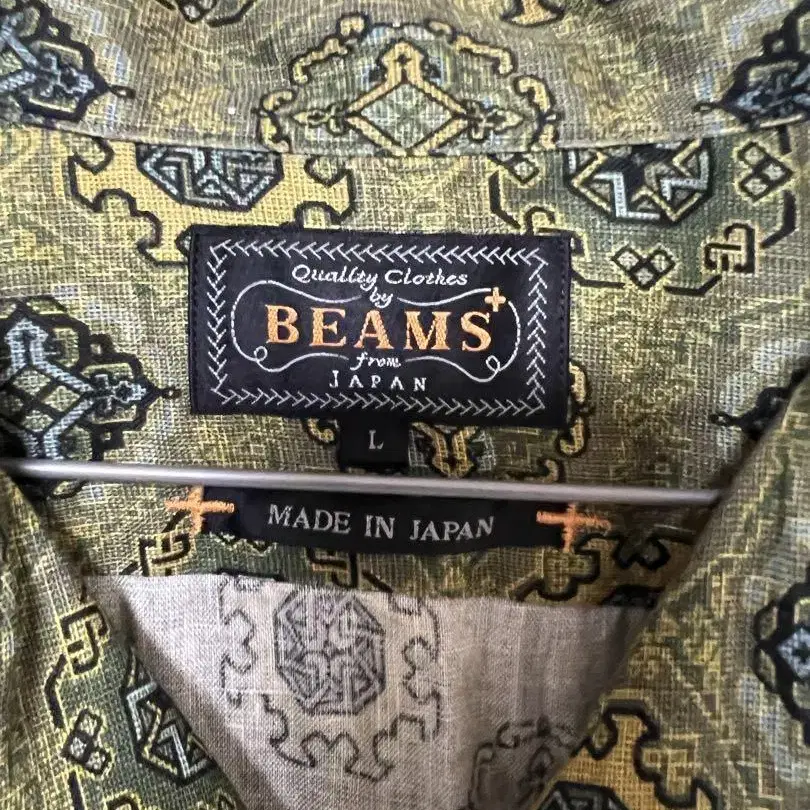 Quality Clothes
by
BEAMS+
from
JAPAN
L
MADE IN JAPAN